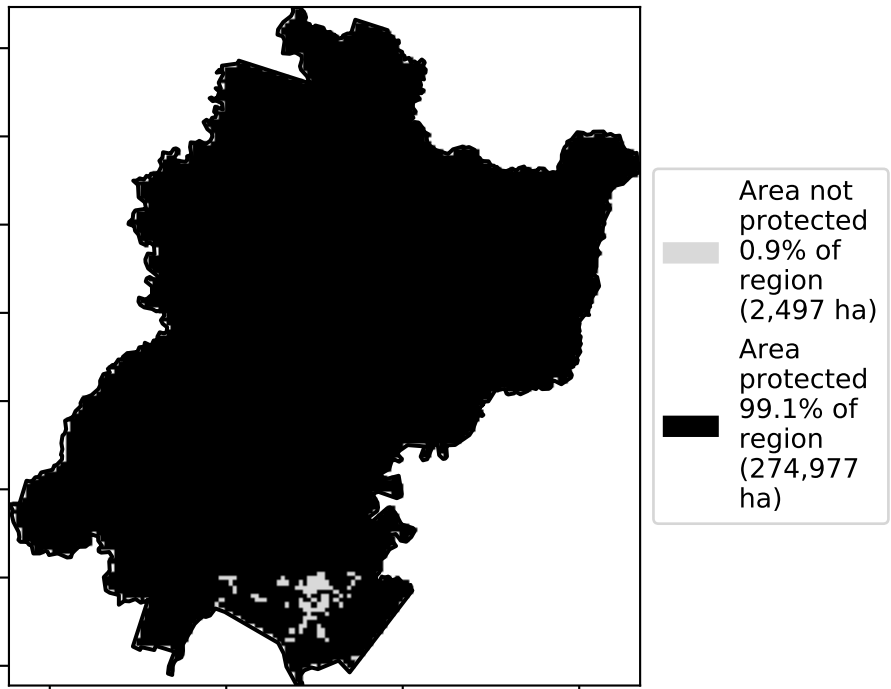 Area not
protected
0.9% of
region
(2,497 ha)
Area
protected
99.1% of
region
(274,977
ha)